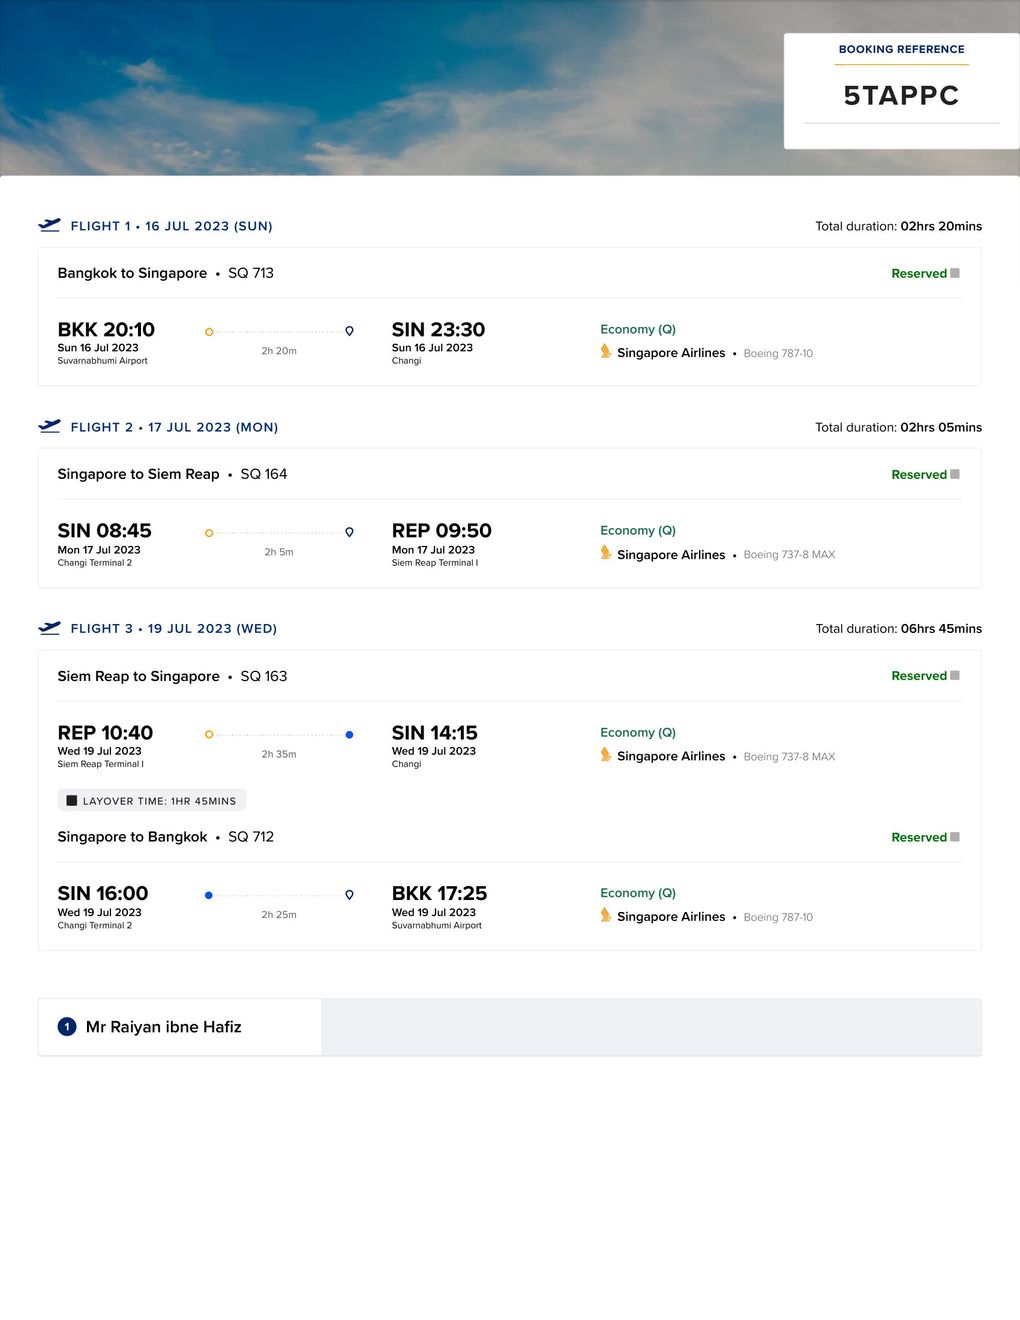 BOOKING REFERENCE
5TAPPC
FLIGHT 1 • 16 JUL 2023 (SUN)
Total duration: 02hrs 20mins
Bangkok to Singapore • SQ 713
Reserved
BKK 20:10
Sun 16 Jul 2023
Suvarnabhumi Airport
2h 20m
SIN 23:30
Sun 16 Jul 2023
Changi
Economy (Q)
Singapore Airlines • Boeing 787-10
FLIGHT 2 • 17 JUL 2023 (MON)
Total duration: 02hrs 05mins
Singapore to Siem Reap • SQ 164
Reserved
SIN 08:45
Mon 17 Jul 2023
Changi Terminal 2
2h 5m
REP 09:50
Mon 17 Jul 2023
Siem Reap Terminal I
Economy (Q)
Singapore Airlines • Boeing 737-8 MAX
FLIGHT 3 • 19 JUL 2023 (WED)
Total duration: 06hrs 45mins
Siem Reap to Singapore • SQ 163
Reserved
REP 10:40
Wed 19 Jul 2023
Siem Reap Terminal I
2h 35m
SIN 14:15
Wed 19 Jul 2023
Changi
Economy (Q)
Singapore Airlines • Boeing 737-8 MAX
LAYOVER TIME: 1HR 45MINS
Singapore to Bangkok • SQ 712
Reserved
SIN 16:00
Wed 19 Jul 2023
Changi Terminal 2
2h 25m
BKK 17:25
Wed 19 Jul 2023
Suvarnabhumi Airport
Economy (Q)
Singapore Airlines • Boeing 787-10
1 Mr Raiyan ibne Hafiz